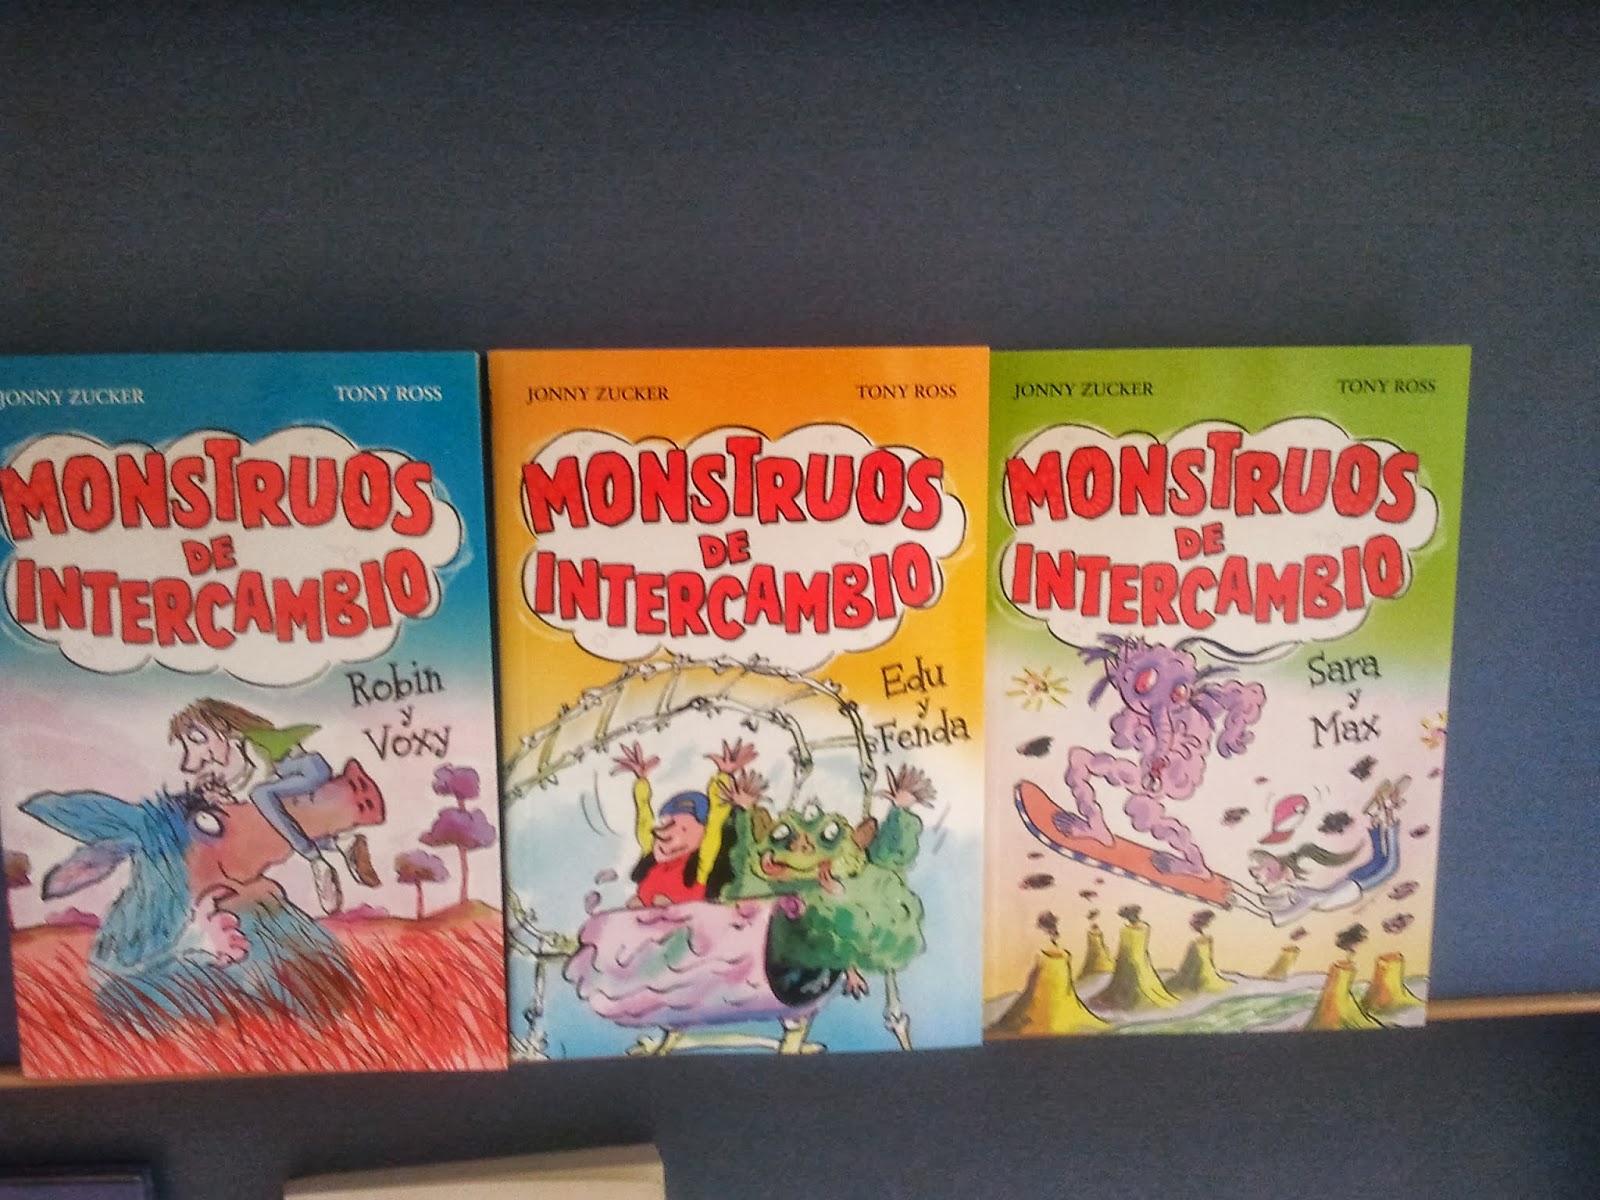 JONNY ZUCKER TONY ROSS
MONSTRUOS
DE
INTERCAMBIO
Robin
y
Voxy
JONNY ZUCKER TONY ROSS
MONSTRUOS
DE
INTERCAMBIO
Edu
y
Fenda
JONNY ZUCKER TONY ROSS
MONSTRUOS
DE
INTERCAMBIO
Sara
y
Max